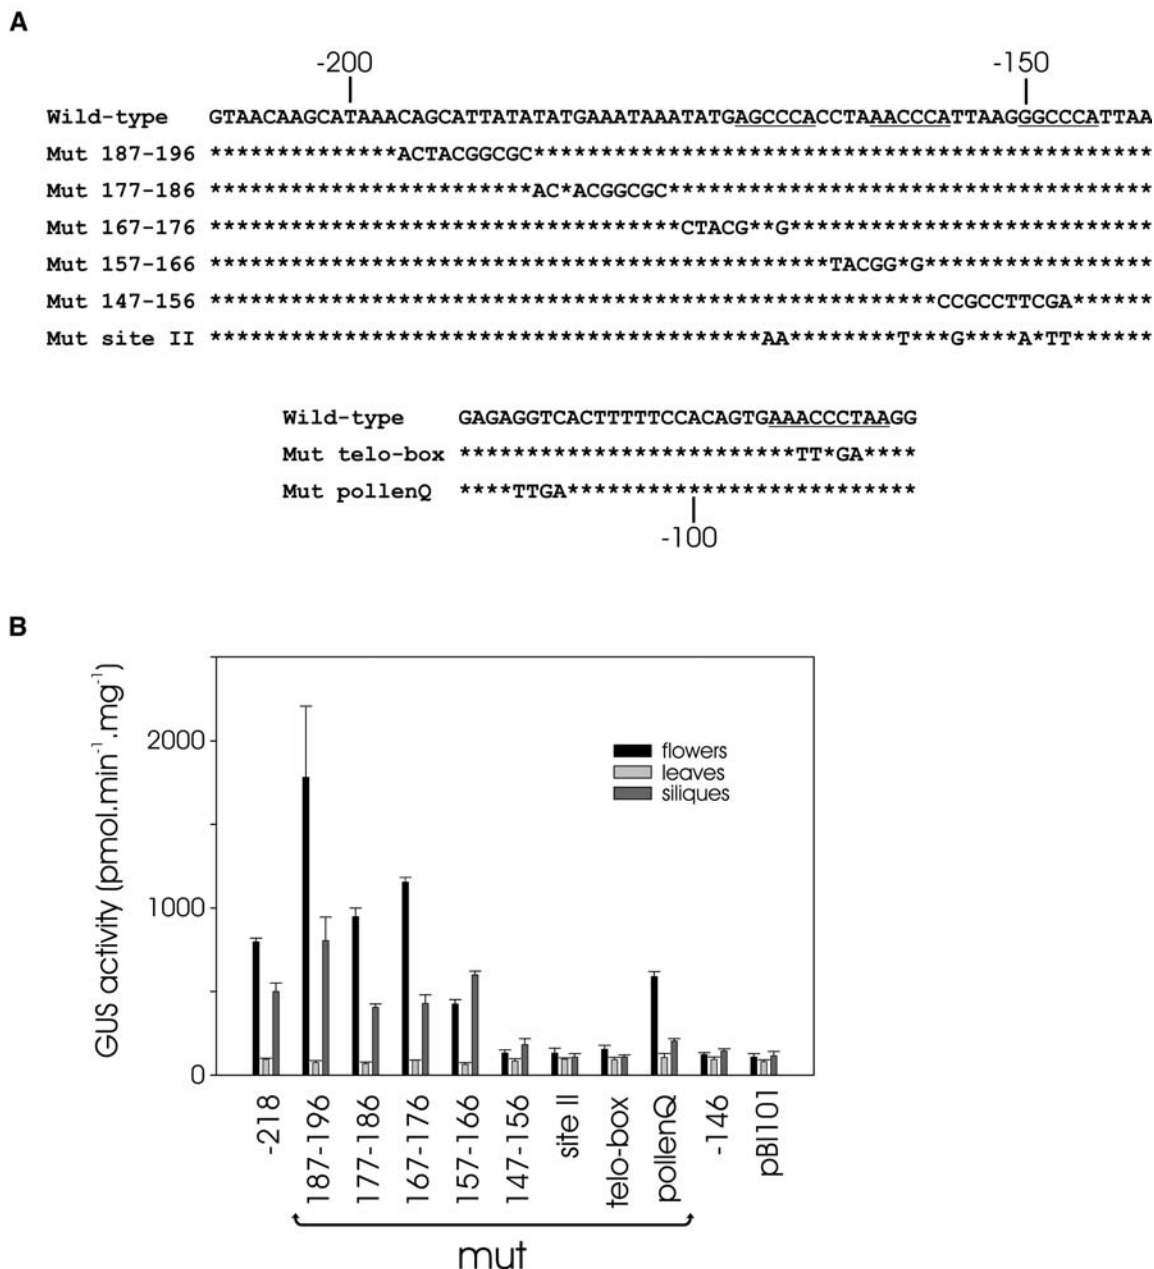 A
-200
-150
Wild-type GTAACAAGCATAAACAGCATTATATATGAAATAAATATGAGCCCACCTAAACCCATTAAGGGCCCATTAA
Mut 187-196 **************ACTACGGCGC**********************************************
Mut 177-186 ************************AC*ACGGCGC************************************
Mut 167-176 ***********************************CTACG**G***************************
Mut 157-166 **********************************************TACGG*G*****************
Mut 147-156 ******************************************************CCGCCTTCGA******
Mut site II *****************************************AA********T***G****A*TT******
Wild-type GAGAGGTCACTTTTTCCACAGTGAAACCCTAAGG
Mut telo-box *************************TT*GA****
Mut pollenQ ****TTGA**************************
-100
B
GUS activity (pmol.min⁻¹.mg⁻¹)
2000
1000
0
flowers
leaves
siliques
-218
187-196
177-186
167-176
157-166
147-156
site II
telo-box
pollenQ
-146
pBI101
mut